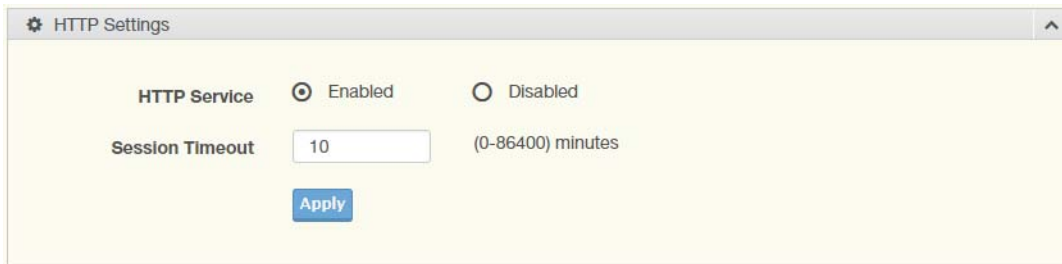 HTTP Settings
HTTP Service Enabled Disabled
Session Timeout 10 (0-86400) minutes
Apply